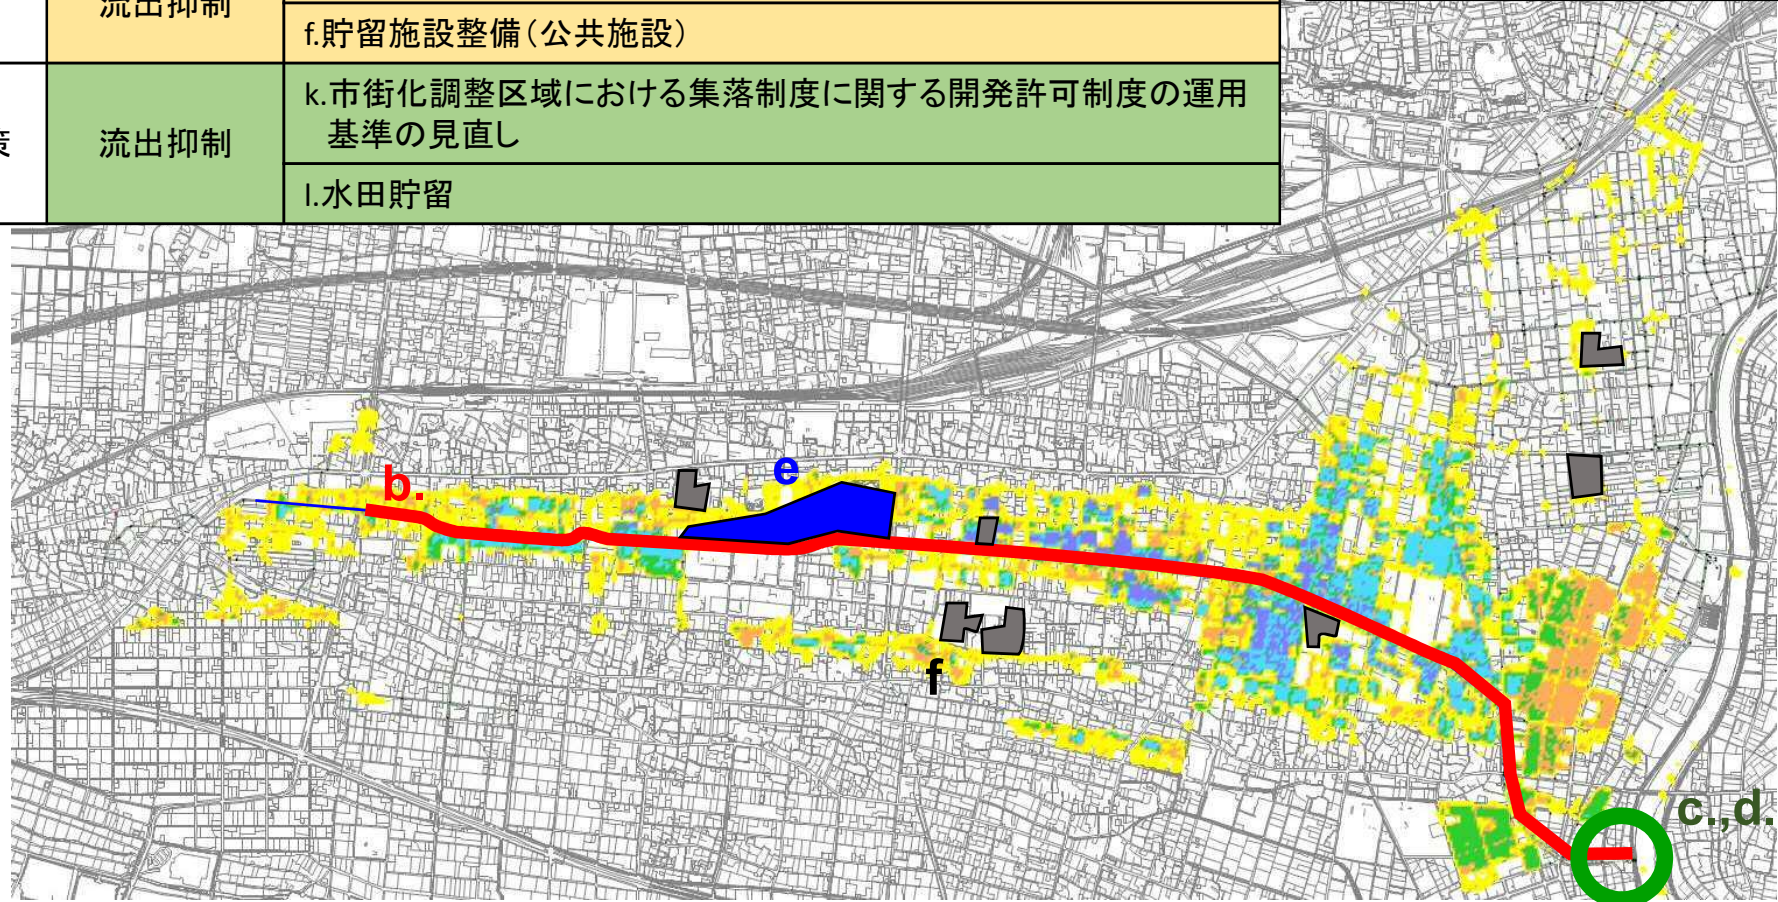 流出抑制
f.貯留施設整備(公共施設)
策
流出抑制
k.市街化調整区域における集落制度に関する開発許可制度の運用
基準の見直し
l.水田貯留
e
b.
f
c.,d.